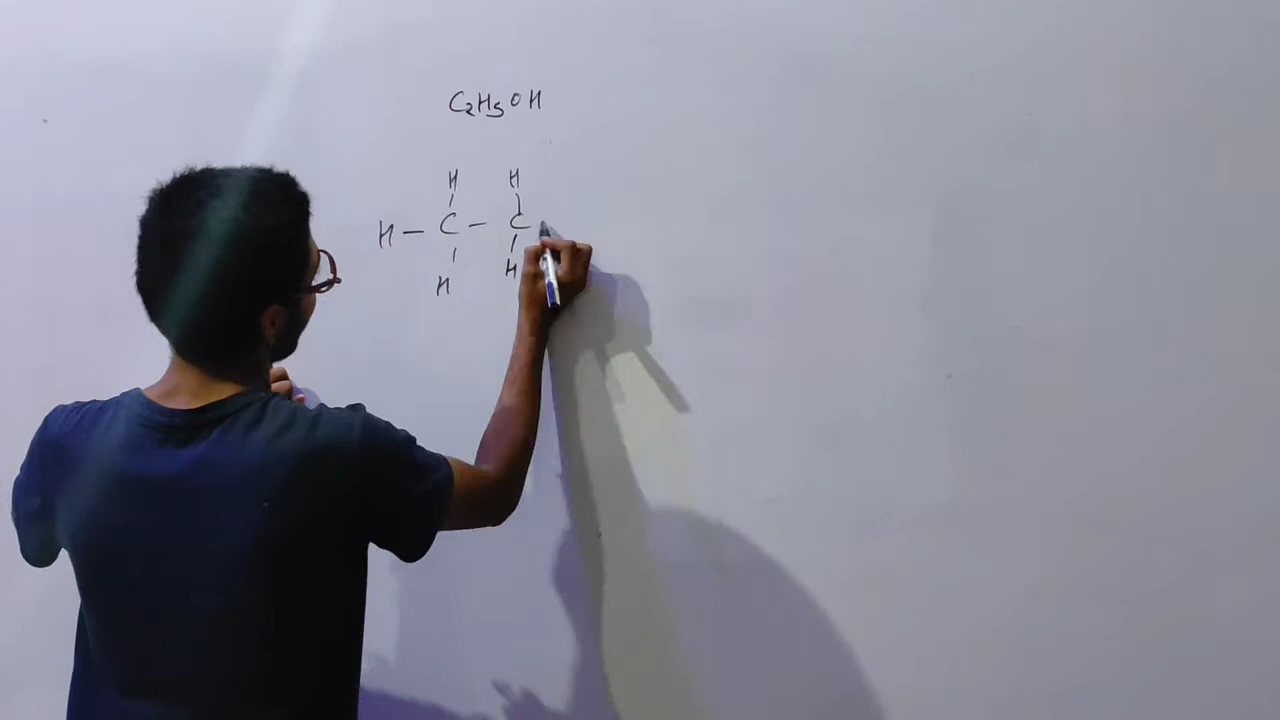 C2H5OH
H H
H - C - C
H H